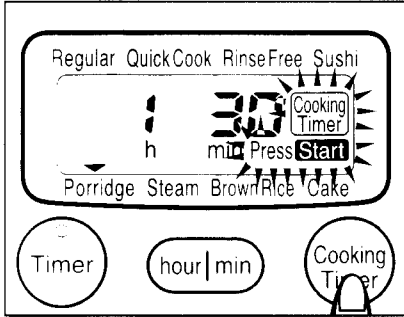 Regular QuickCook RinseFree Sushi
1 30 Cooking
Timer
h min Press Start
Porridge Steam BrownRice Cake
Timer hour|min Cooking
Timer